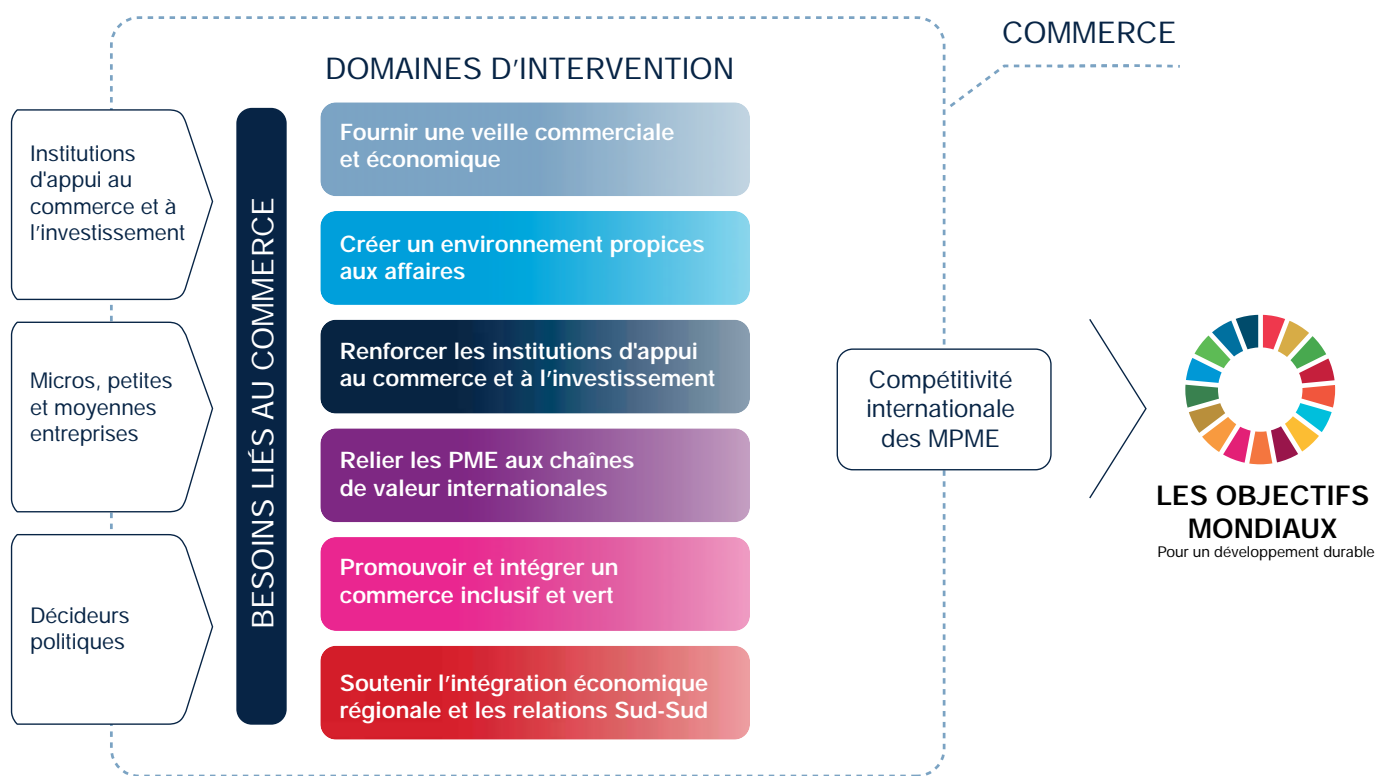 COMMERCE
DOMAINES D'INTERVENTION
Institutions
d'appui au
commerce et à
l’investissement
Micros, petites
et moyennes
entreprises
Décideurs
politiques
BESOINS LIÉS AU COMMERCE
Fournir une veille commerciale
et économique
Créer un environnement propices
aux affaires
Renforcer les institutions d'appui
au commerce et à l’investissement
Relier les PME aux chaînes
de valeur internationales
Promouvoir et intégrer un
commerce inclusif et vert
Soutenir l’intégration économique
régionale et les relations Sud-Sud
Compétitivité
internationale
des MPME
LES OBJECTIFS
MONDIAUX
Pour un développement durable